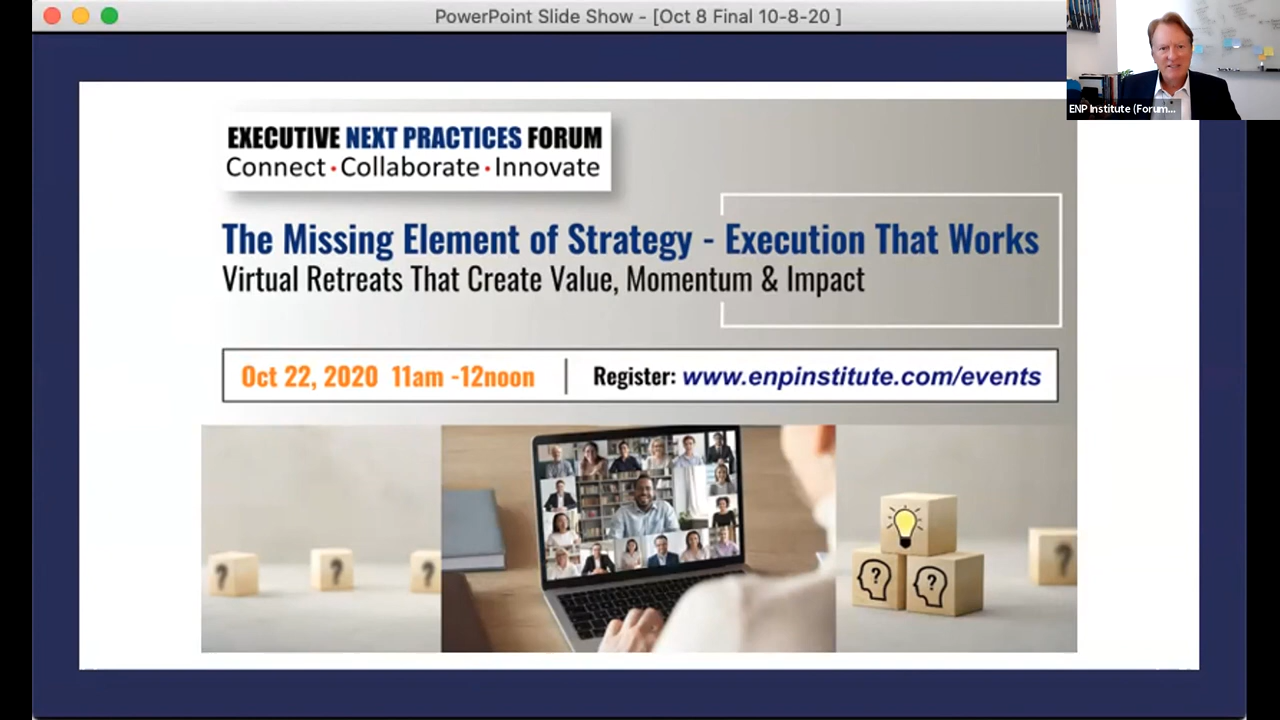 PowerPoint Slide Show - [Oct 8 Final 10-8-20 ]
ENP Institute (Forum...
EXECUTIVE NEXT PRACTICES FORUM
Connect • Collaborate • Innovate
The Missing Element of Strategy - Execution That Works
Virtual Retreats That Create Value, Momentum & Impact
Oct 22, 2020 11am -12noon
Register: www.enpinstitute.com/events
?
?
?
?
?
?